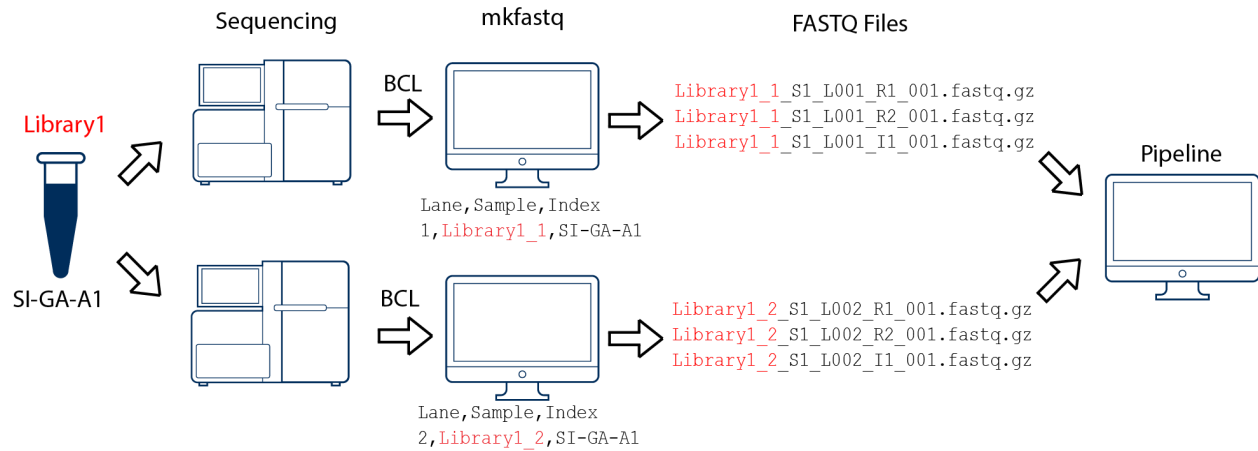 Sequencing
mkfastq
FASTQ Files
Library1
SI-GA-A1
BCL
Lane,Sample,Index
1,Library1_1,SI-GA-A1
Library1_1_S1_L001_R1_001.fastq.gz
Library1_1_S1_L001_R2_001.fastq.gz
Library1_1_S1_L001_I1_001.fastq.gz
BCL
Lane,Sample,Index
2,Library1_2,SI-GA-A1
Library1_2_S1_L002_R1_001.fastq.gz
Library1_2_S1_L002_R2_001.fastq.gz
Library1_2_S1_L002_I1_001.fastq.gz
Pipeline